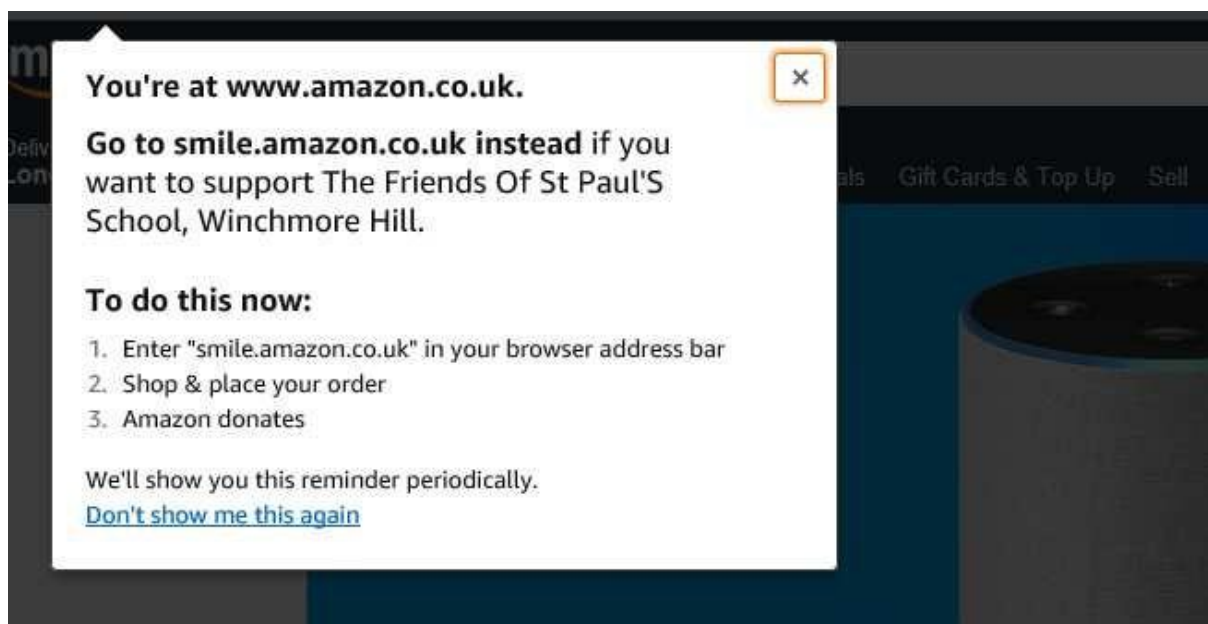 You're at www.amazon.co.uk.
×
Go to smile.amazon.co.uk instead if you
want to support The Friends Of St Paul'S
School, Winchmore Hill.
To do this now:
1. Enter "smile.amazon.co.uk" in your browser address bar
2. Shop & place your order
3. Amazon donates
We'll show you this reminder periodically.
Don't show me this again
Gift Cards & Top Up Sell